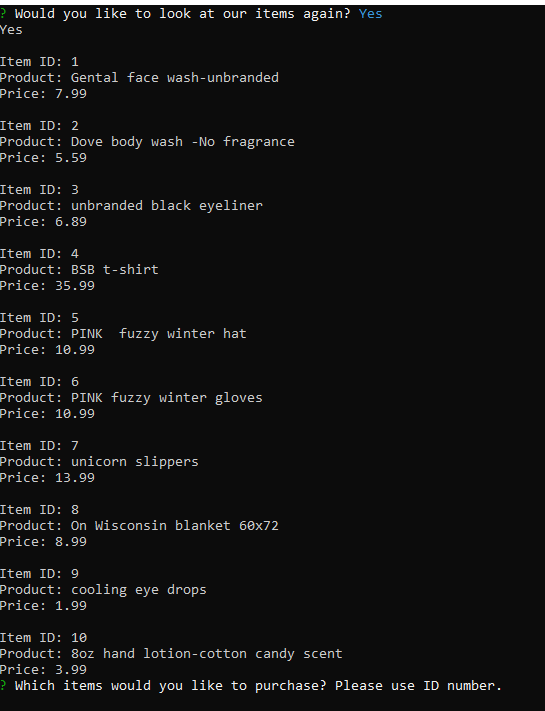 ? Would you like to look at our items again? Yes
Yes
Item ID: 1
Product: Gental face wash-unbranded
Price: 7.99
Item ID: 2
Product: Dove body wash -No fragrance
Price: 5.59
Item ID: 3
Product: unbranded black eyeliner
Price: 6.89
Item ID: 4
Product: BSB t-shirt
Price: 35.99
Item ID: 5
Product: PINK  fuzzy winter hat
Price: 10.99
Item ID: 6
Product: PINK fuzzy winter gloves
Price: 10.99
Item ID: 7
Product: unicorn slippers
Price: 13.99
Item ID: 8
Product: On Wisconsin blanket 60x72
Price: 8.99
Item ID: 9
Product: cooling eye drops
Price: 1.99
Item ID: 10
Product: 8oz hand lotion-cotton candy scent
Price: 3.99
? Which items would you like to purchase? Please use ID number.